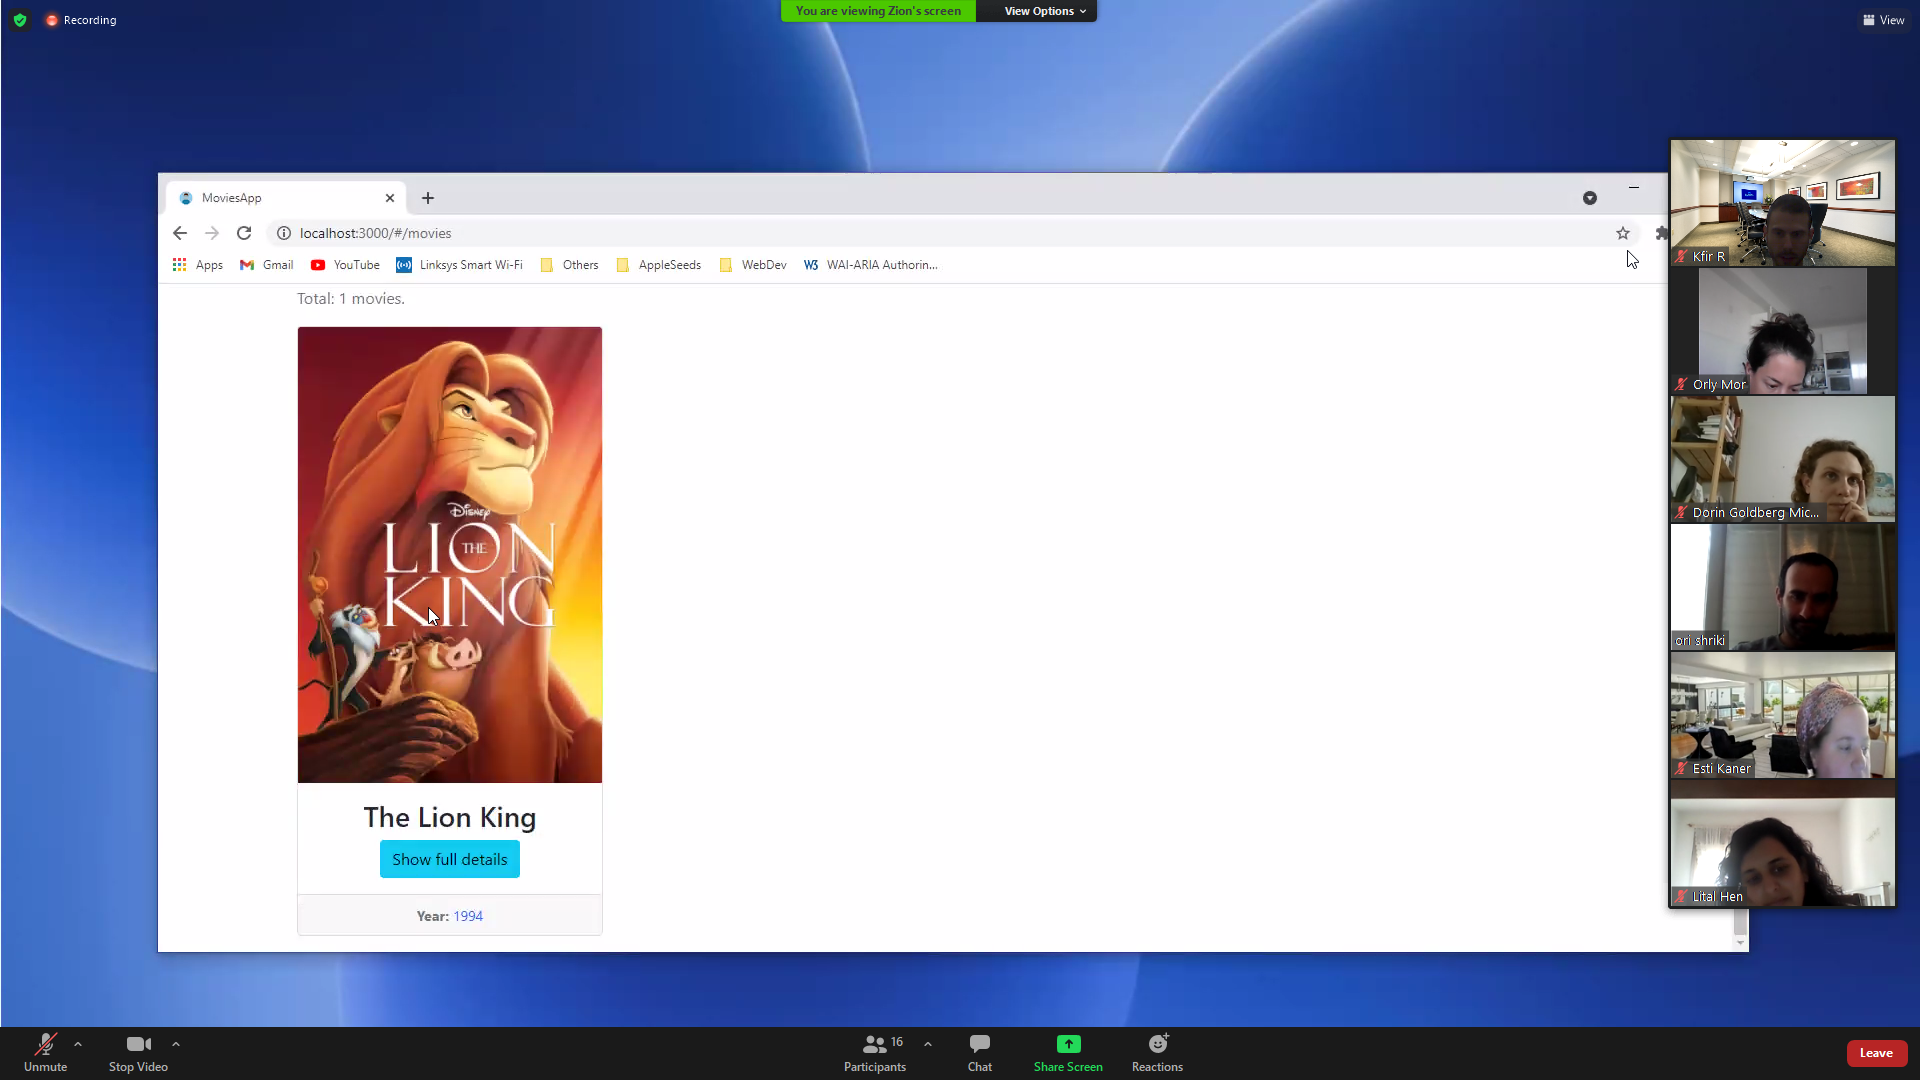 Recording
You are viewing Zion's screen
View Options
View
MoviesApp
localhost:3000/#/movies
Apps
Gmail
YouTube
Linksys Smart Wi-Fi
Others
AppleSeeds
WebDev
W3
WAI-ARIA Authorin...
Total: 1 movies.
Disney
THE
LION
KING
The Lion King
Show full details
Year: 1994
Kfir R
Orly Mor
Dorin Goldberg Mic...
ori shriki
Esti Kaner
Lital Hen
Unmute
Stop Video
16
Participants
Chat
Share Screen
Reactions
Leave